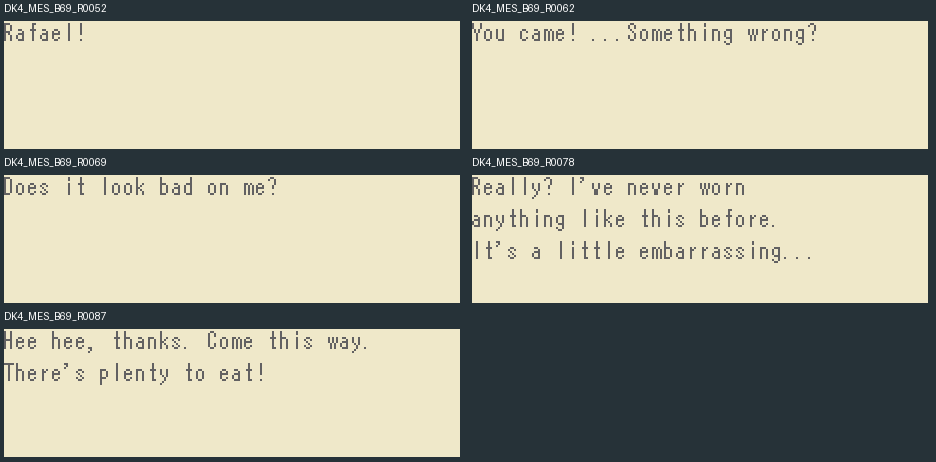 DK4_MES_B69_R0052
Rafael!
DK4_MES_B69_R0062
You came! ...Something wrong?
DK4_MES_B69_R0069
Does it look bad on me?
DK4_MES_B69_R0078
Really? I've never worn
anything like this before.
It's a little embarrassing...
DK4_MES_B69_R0087
Hee hee, thanks. Come this way.
There's plenty to eat!